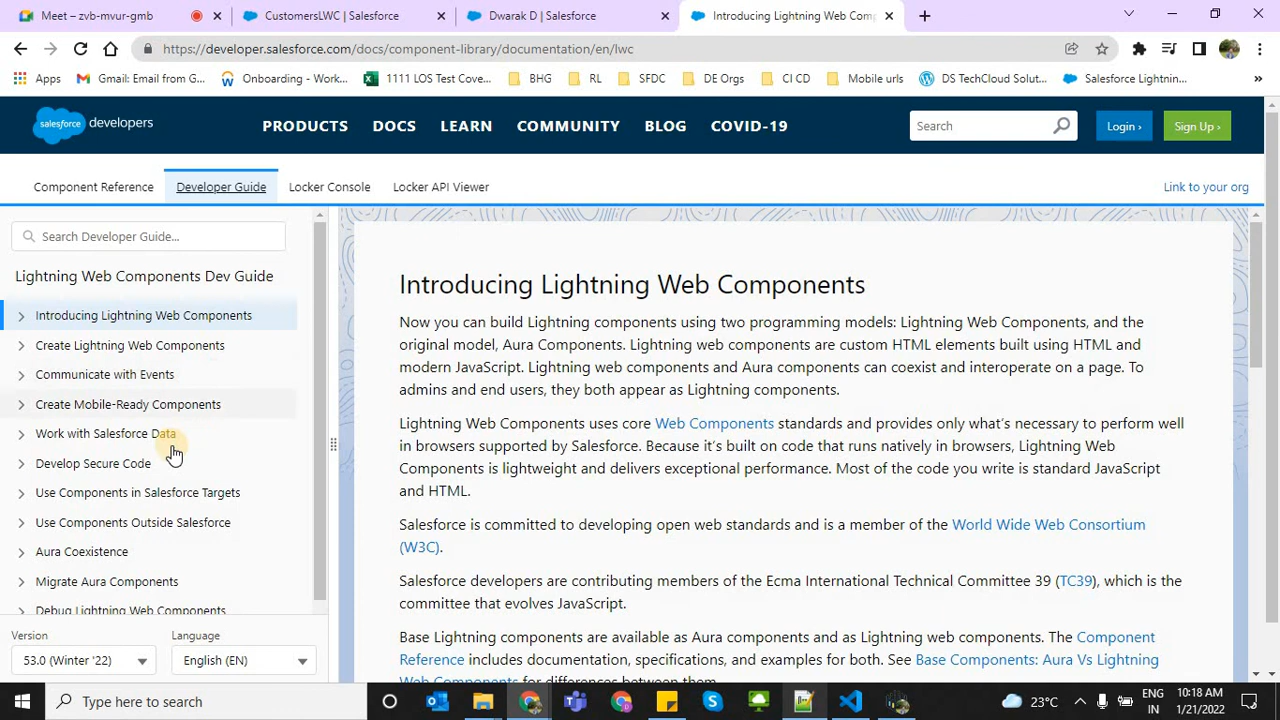 Meet – zvb-mvur-gmb
CustomersLWC | Salesforce
Dwarak D | Salesforce
Introducing Lightning Web Comp
https://developer.salesforce.com/docs/component-library/documentation/en/lwc
Apps
Gmail: Email from G...
Onboarding - Work...
1111 LOS Test Cove...
BHG
RL
SFDC
DE Orgs
CI CD
Mobile urls
DS TechCloud Solut...
Salesforce Lightnin...
»
salesforce developers
PRODUCTS
DOCS
LEARN
COMMUNITY
BLOG
COVID-19
Search
Login ›
Sign Up ›
Component Reference
Developer Guide
Locker Console
Locker API Viewer
Link to your org
Search Developer Guide...
Lightning Web Components Dev Guide
Introducing Lightning Web Components
Create Lightning Web Components
Communicate with Events
Create Mobile-Ready Components
Work with Salesforce Data
Develop Secure Code
Use Components in Salesforce Targets
Use Components Outside Salesforce
Aura Coexistence
Migrate Aura Components
Debug Lightning Web Components
Version
Language
53.0 (Winter '22)
English (EN)
Introducing Lightning Web Components
Now you can build Lightning components using two programming models: Lightning Web Components, and the
original model, Aura Components. Lightning web components are custom HTML elements built using HTML and
modern JavaScript. Lightning web components and Aura components can coexist and interoperate on a page. To
admins and end users, they both appear as Lightning components.
Lightning Web Components uses core Web Components standards and provides only what's necessary to perform well
in browsers supported by Salesforce. Because it's built on code that runs natively in browsers, Lightning Web
Components is lightweight and delivers exceptional performance. Most of the code you write is standard JavaScript
and HTML.
Salesforce is committed to developing open web standards and is a member of the World Wide Web Consortium
(W3C).
Salesforce developers are contributing members of the Ecma International Technical Committee 39 (TC39), which is the
committee that evolves JavaScript.
Base Lightning components are available as Aura components and as Lightning web components. The Component
Reference includes documentation, specifications, and examples for both. See Base Components: Aura Vs Lightning
Web Components for differences between them.
Type here to search
23°C
ENG
IN
10:18 AM
1/21/2022